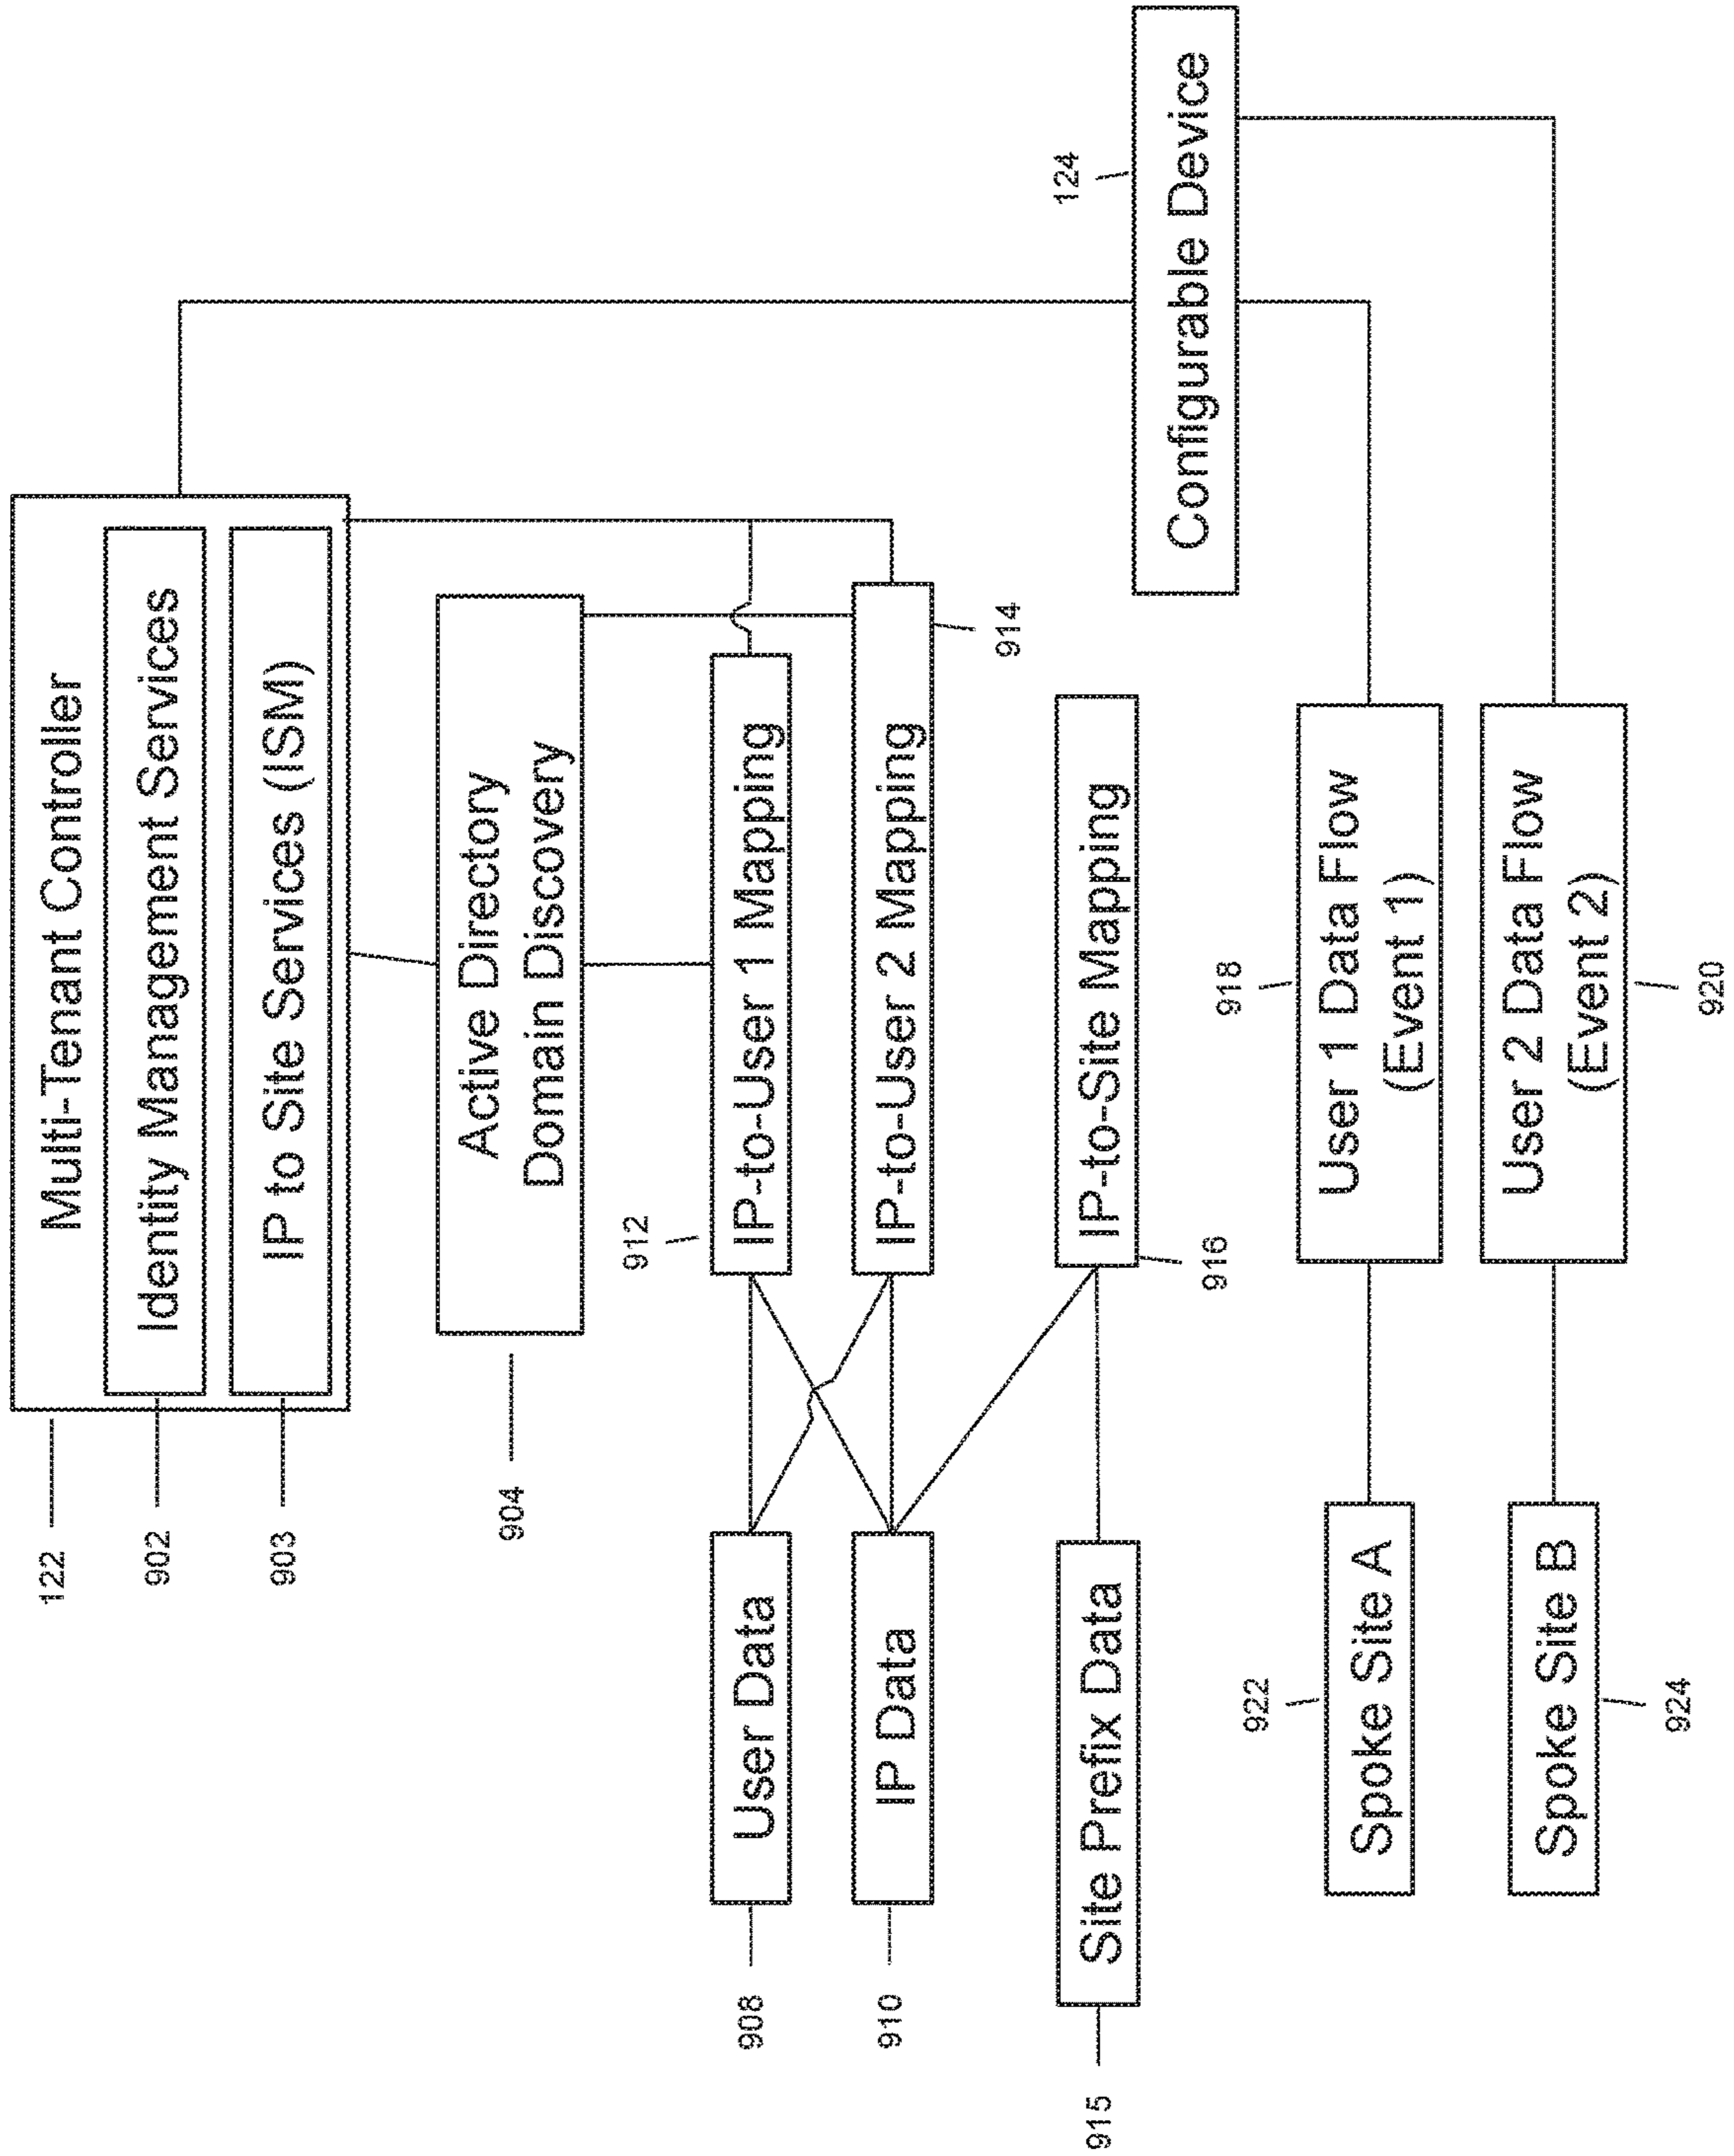 122
Multi-Tenant Controller
902
Identity Management Services
903
IP to Site Services (ISM)
904
Active Directory
Domain Discovery
908
User Data
912
IP-to-User 1 Mapping
910
IP Data
IP-to-User 2 Mapping
914
915
Site Prefix Data
IP-to-Site Mapping
916
124
Configurable Device
922
Spoke Site A
918
User 1 Data Flow
(Event 1)
Spoke Site B
924
User 2 Data Flow
(Event 2)
920